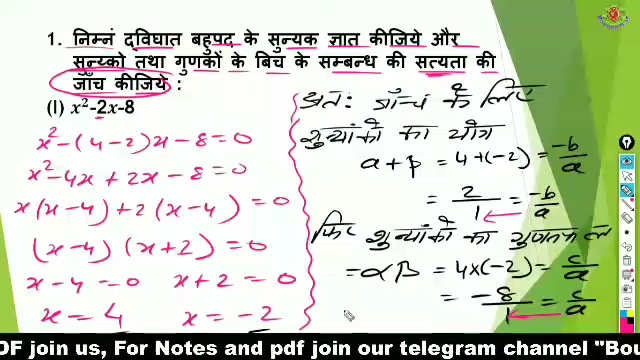 1. निम्नं दविघात बहुपद के सुन्यक ज्ञात कीजिये और
सुन्य्को तथा गुणकों के बिच के सम्बन्ध की सत्यता की
जाँच कीजिये :
(I) x²-2x-8
x² - (4-2)x - 8 = 0
x² - 4x + 2x - 8 = 0
x(x-4) + 2(x-4) = 0
(x-4) (x+2) = 0
x - 4 = 0 x + 2 = 0
x = 4 x = -2
अतः जाँच के लिए
शून्यांको का योग
α + β = 4 + (-2) = -b/a
= 2/1 = -b/a
फिर शून्यांको का गुणनफल
= αβ = 4×(-2) = c/a
= -8/1 = c/a
DF join us, For Notes and pdf join our telegram channel "Bou